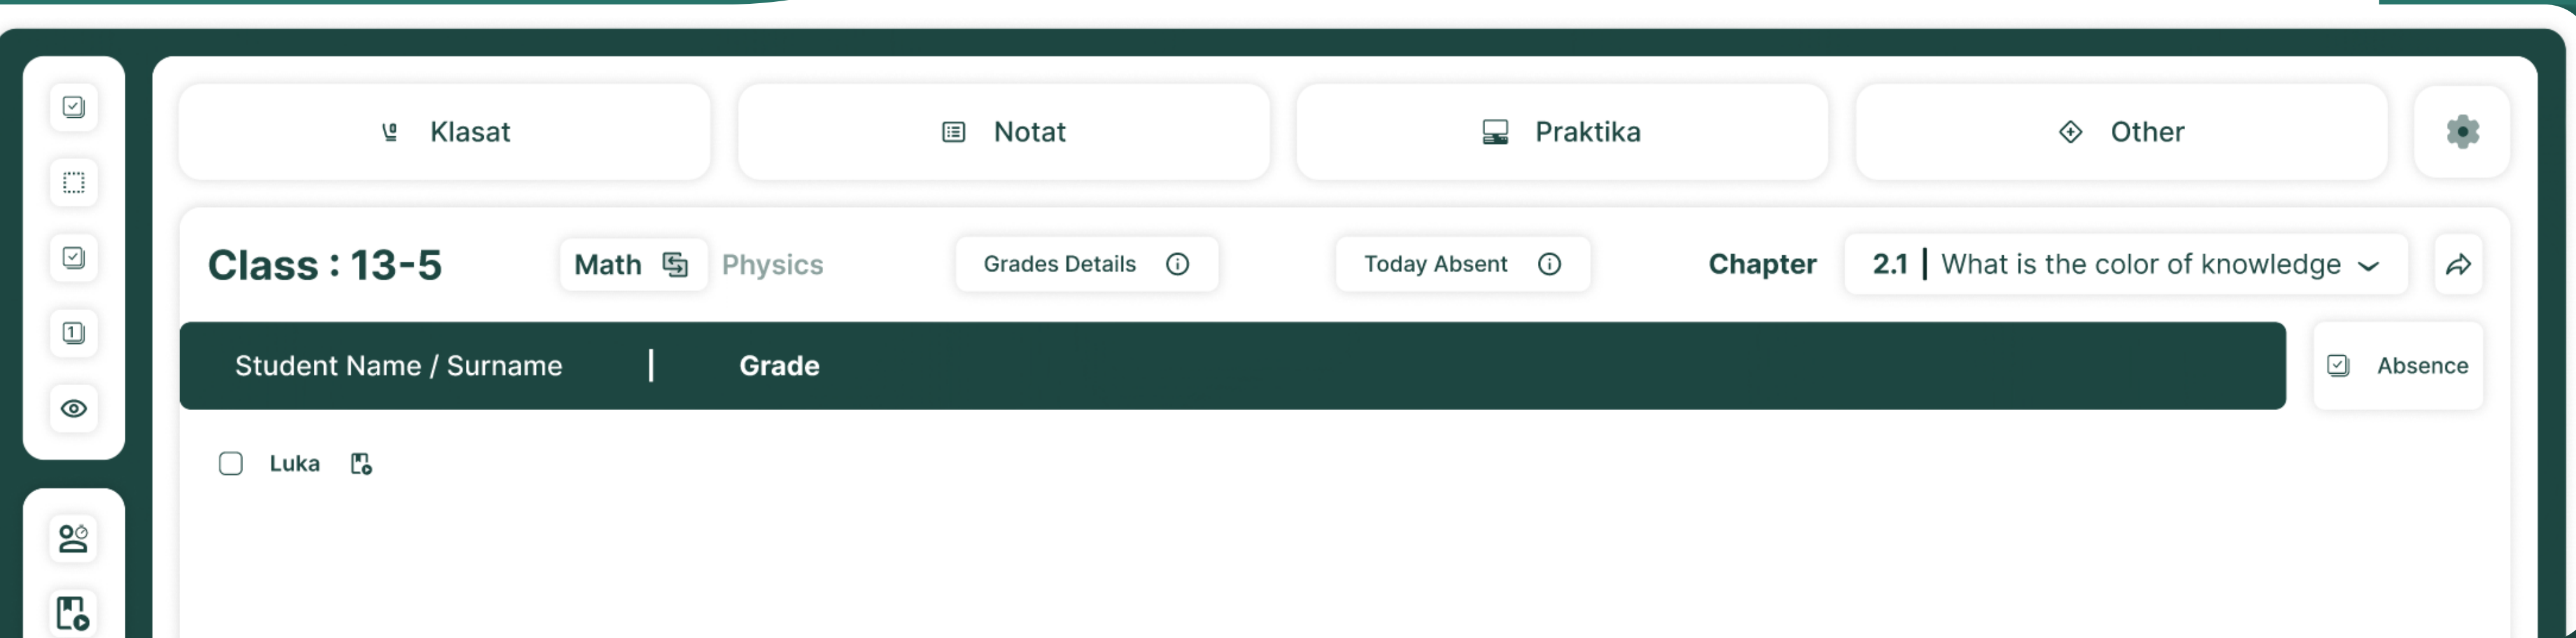 Klasat Notat Praktika Other
Class : 13-5 Math Physics Grades Details Today Absent Chapter 2.1 | What is the color of knowledge
Student Name / Surname | Grade Absence
Luka